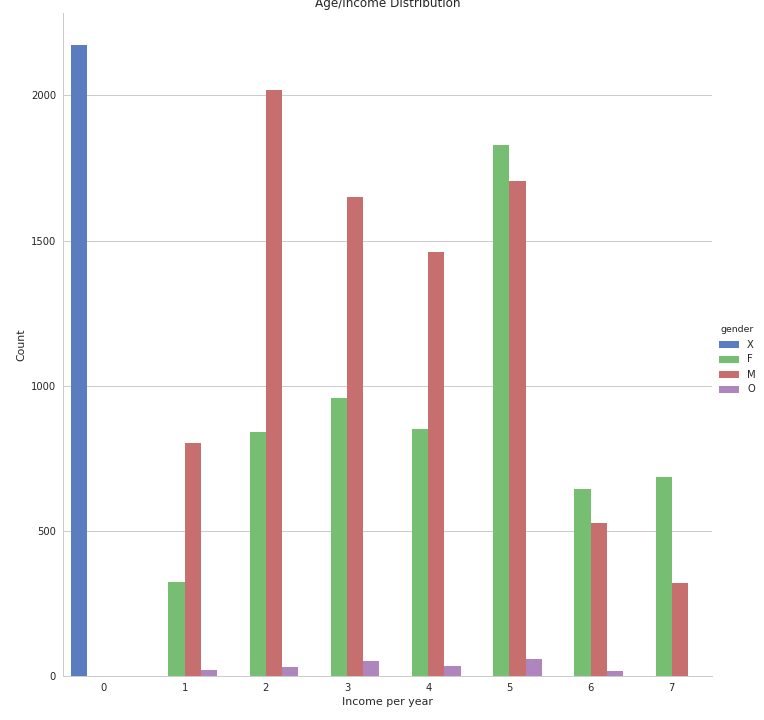 Age/Income Distribution
2000
1500
1000
500
0
Count
0 1 2 3 4 5 6 7
Income per year
gender
X
F
M
O